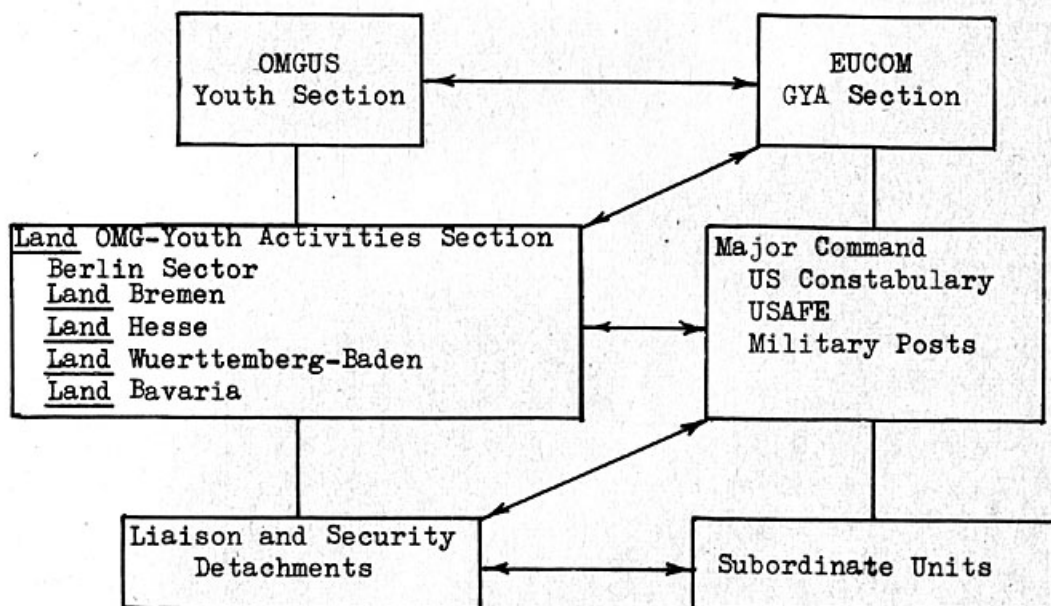 OMGUS
Youth Section
EUCOM
GYA Section
Land OMG-Youth Activities Section
Berlin Sector
Land Bremen
Land Hesse
Land Wuerttemberg-Baden
Land Bavaria
Major Command
US Constabulary
USAFE
Military Posts
Liaison and Security
Detachments
Subordinate Units